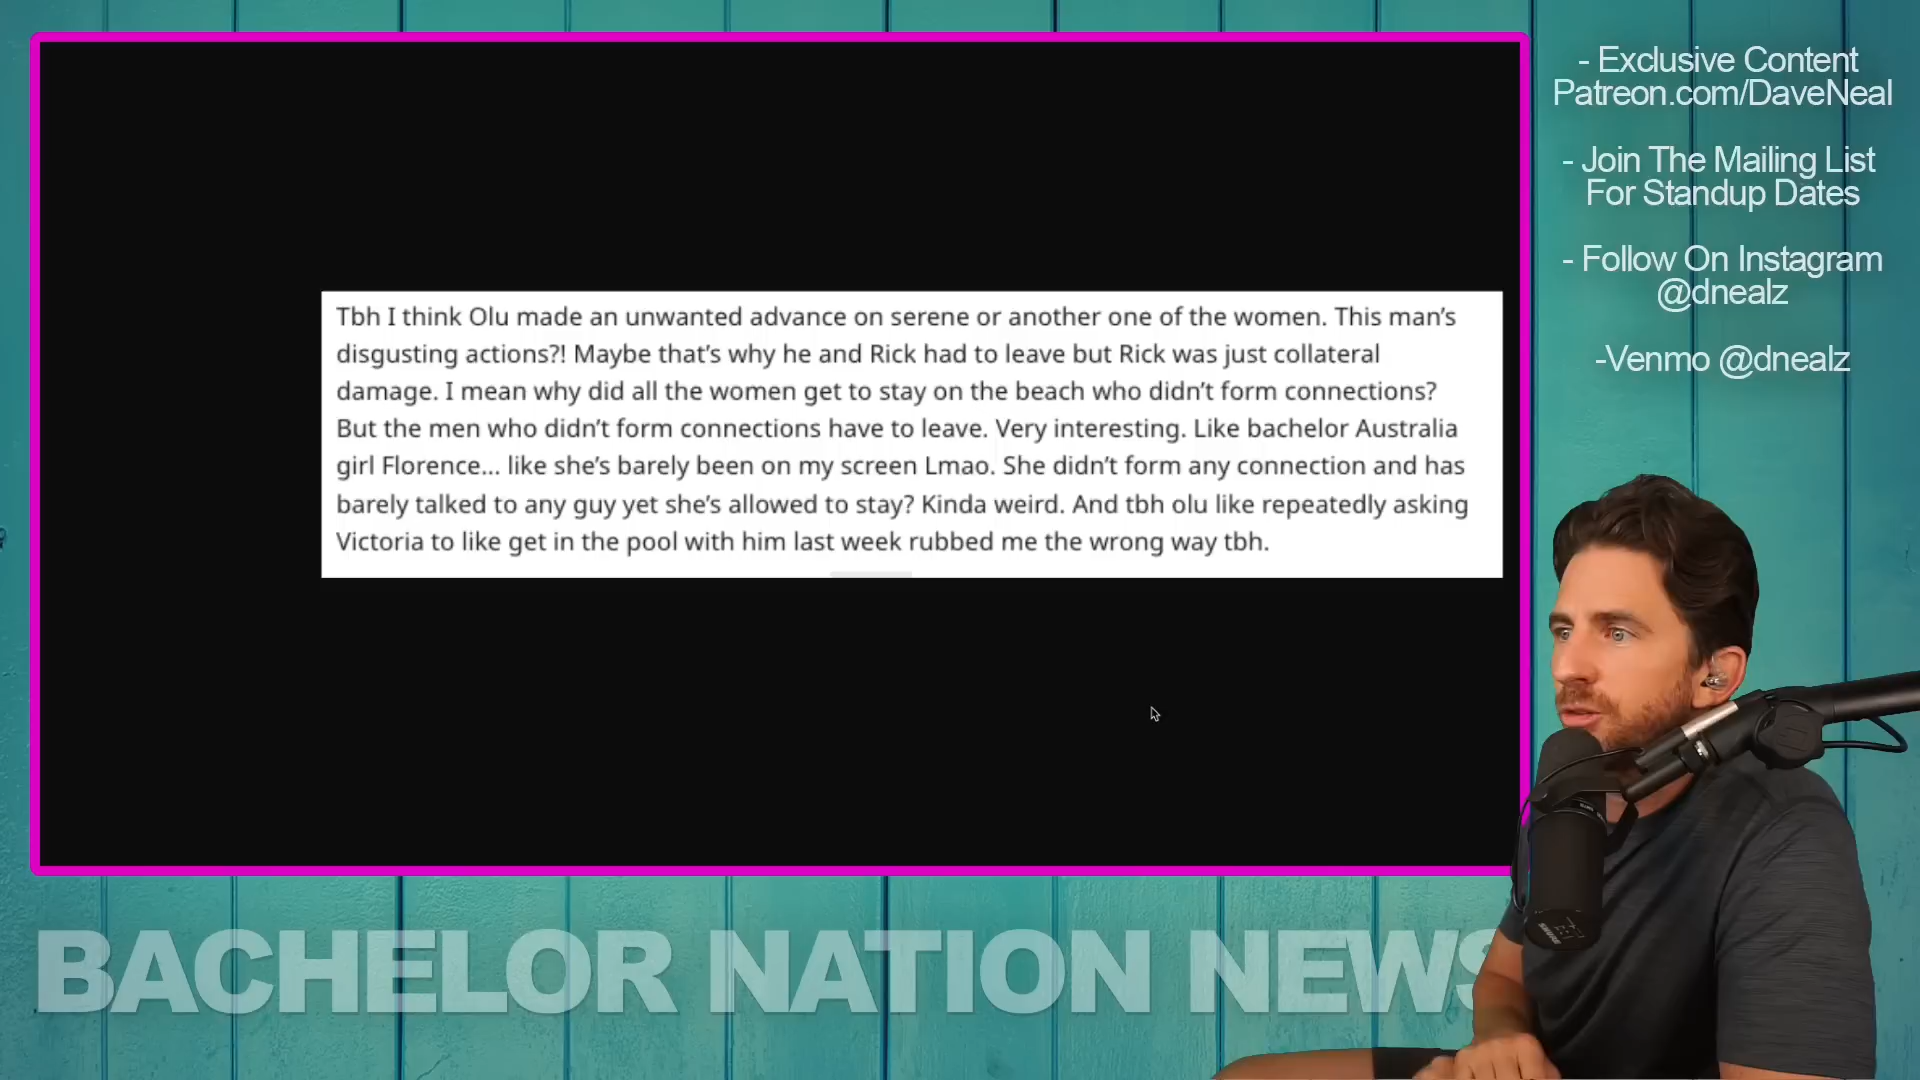 Tbh I think Olu made an unwanted advance on serene or another one of the women. This man’s
disgusting actions?! Maybe that’s why he and Rick had to leave but Rick was just collateral
damage. I mean why did all the women get to stay on the beach who didn’t form connections?
But the men who didn’t form connections have to leave. Very interesting. Like bachelor Australia
girl Florence... like she’s barely been on my screen Lmao. She didn’t form any connection and has
barely talked to any guy yet she’s allowed to stay? Kinda weird. And tbh olu like repeatedly asking
Victoria to like get in the pool with him last week rubbed me the wrong way tbh.
- Exclusive Content
Patreon.com/DaveNeal
- Join The Mailing List
For Standup Dates
- Follow On Instagram
@dnealz
-Venmo @dnealz
BACHELOR NATION NEWS